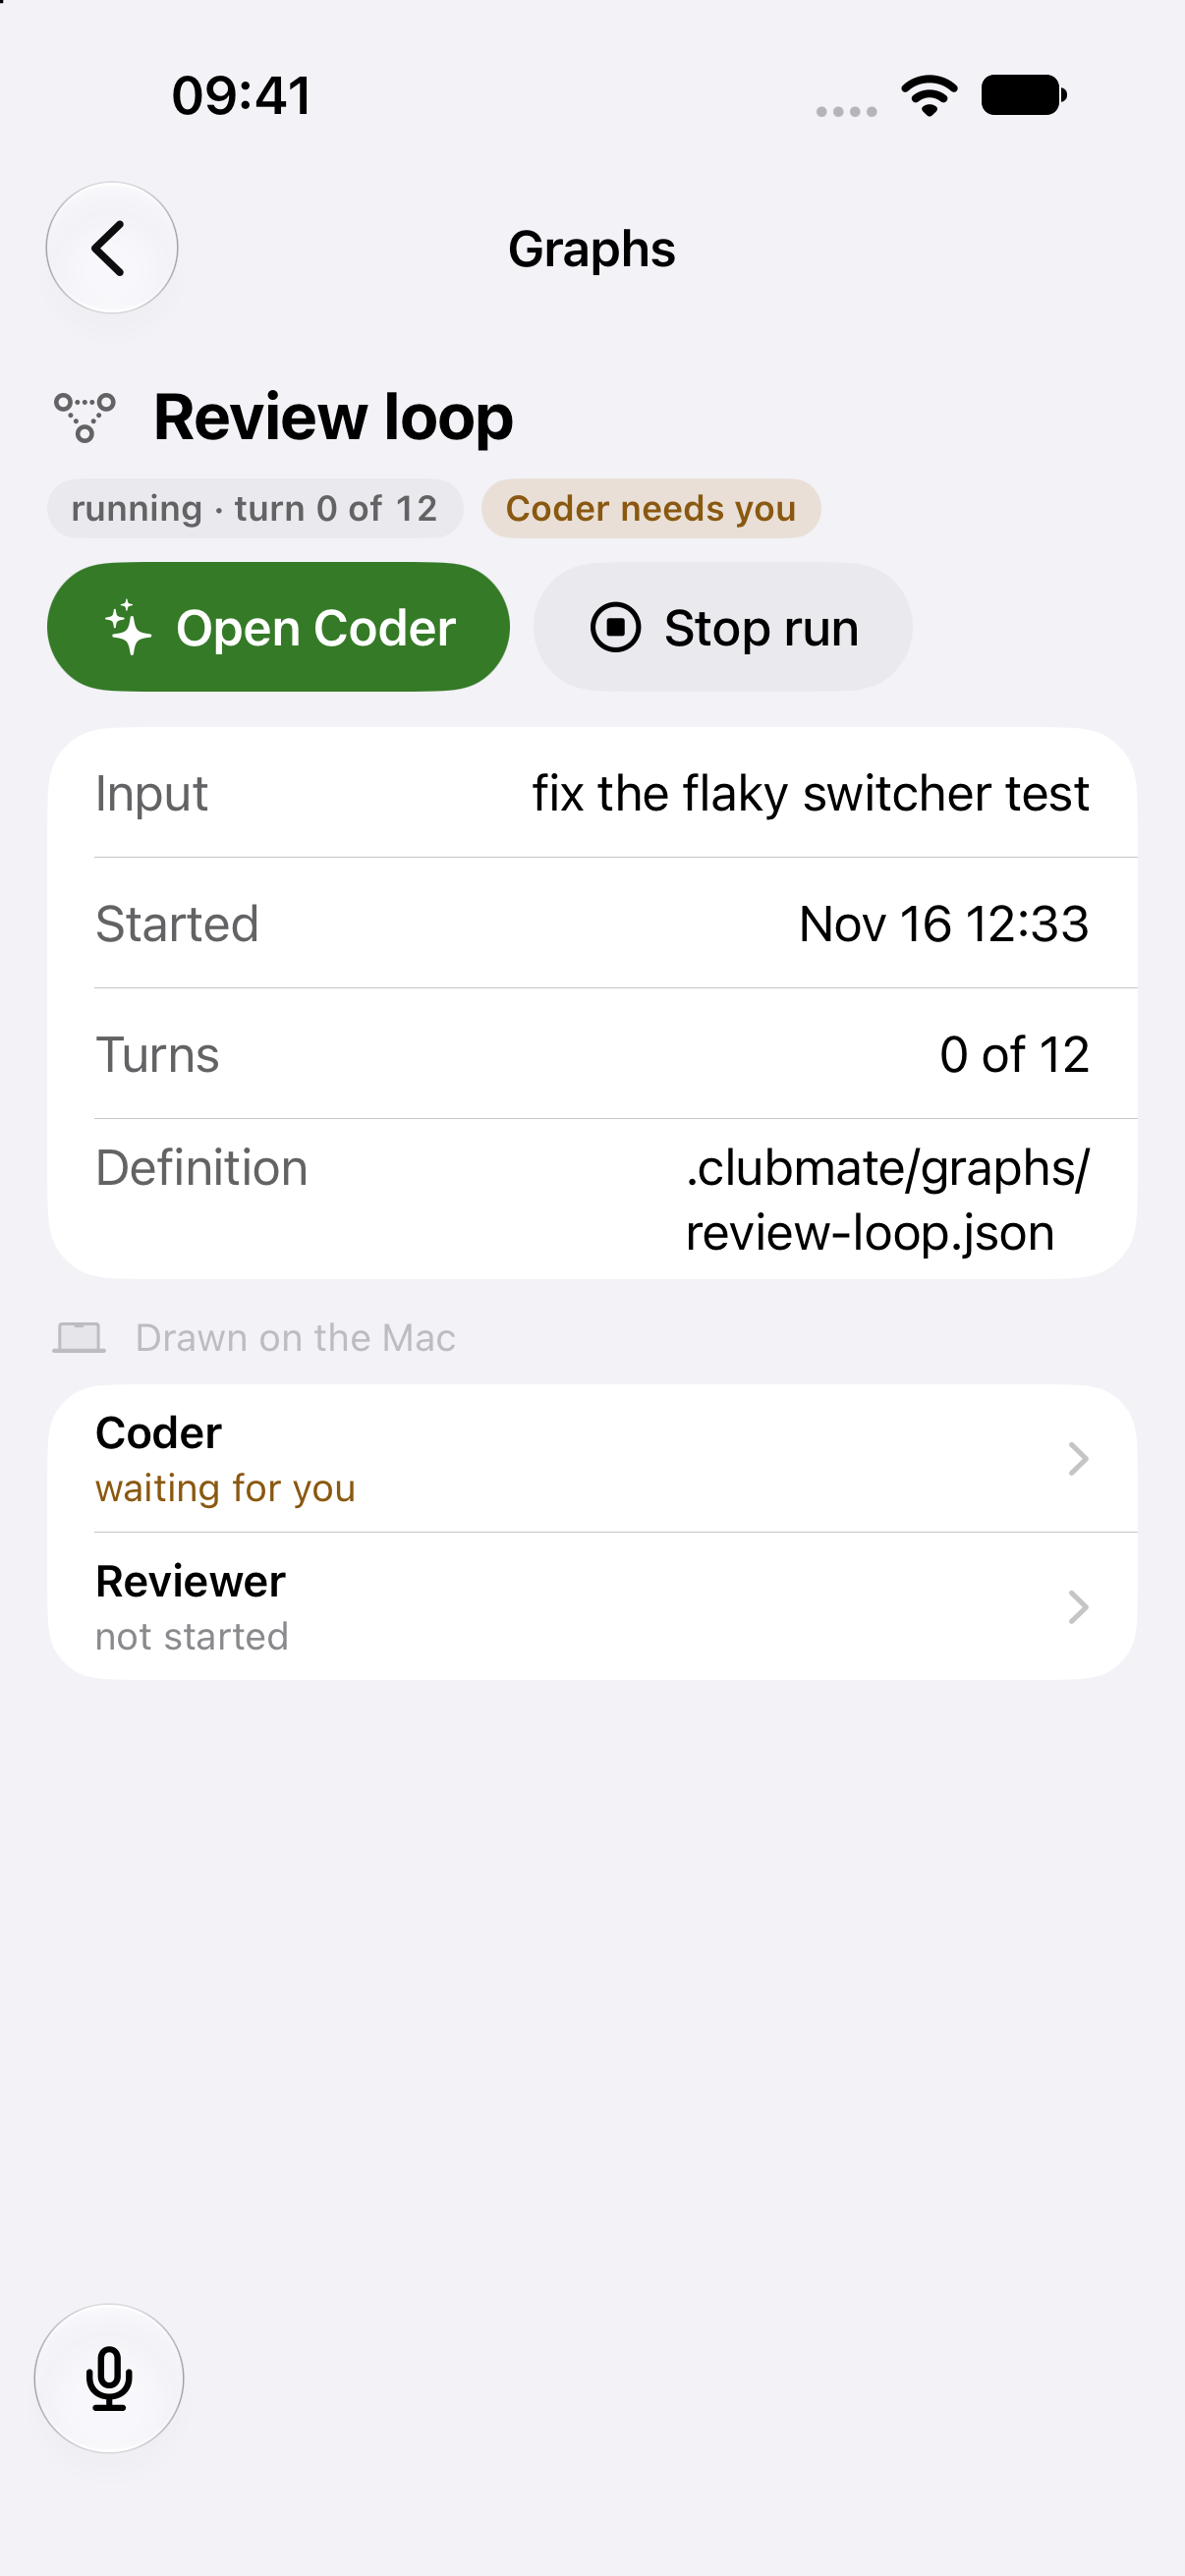 09:41
Graphs
Review loop
running · turn 0 of 12
Coder needs you
Open Coder
Stop run
Input
fix the flaky switcher test
Started
Nov 16 12:33
Turns
0 of 12
Definition
.clubmate/graphs/
review-loop.json
Drawn on the Mac
Coder
waiting for you
Reviewer
not started